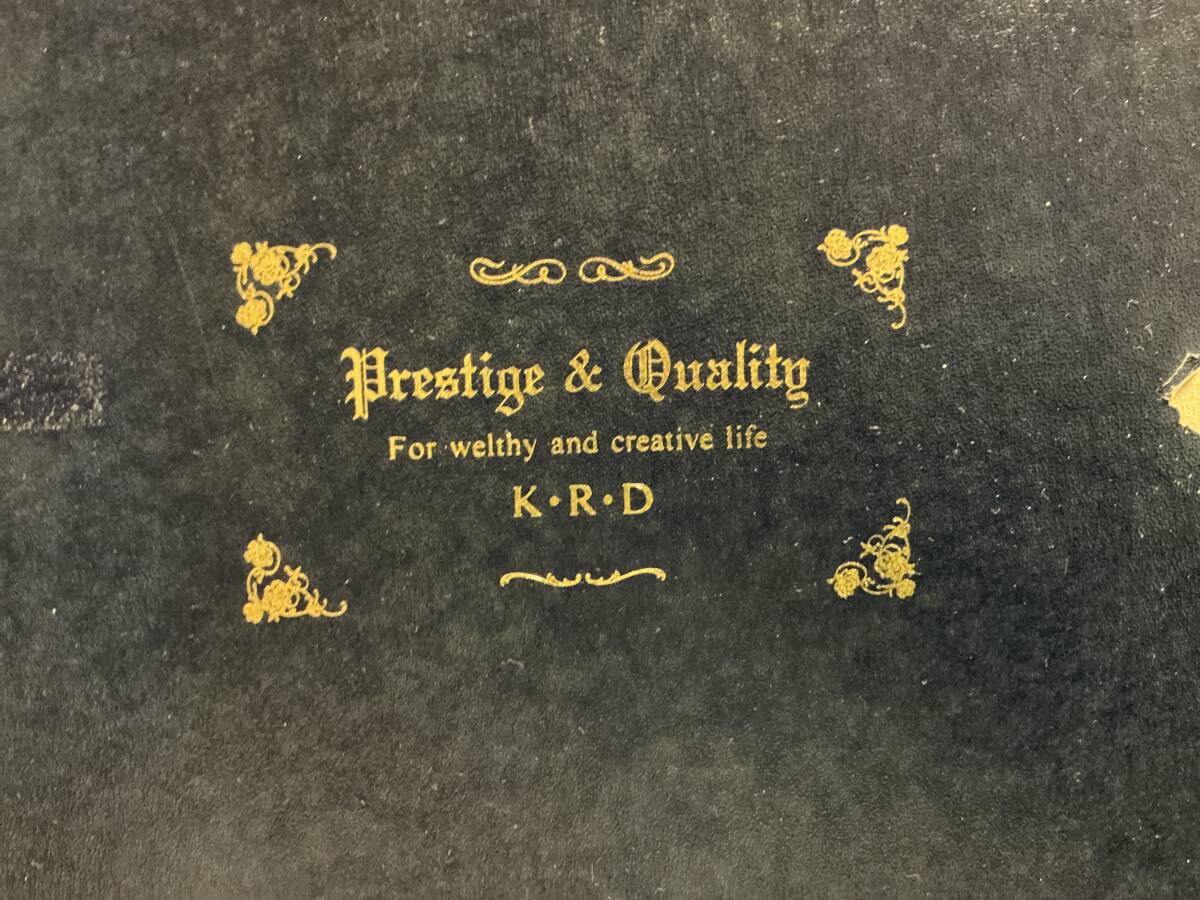 Prestige & Quality
For welthy and creative life
K·R·D